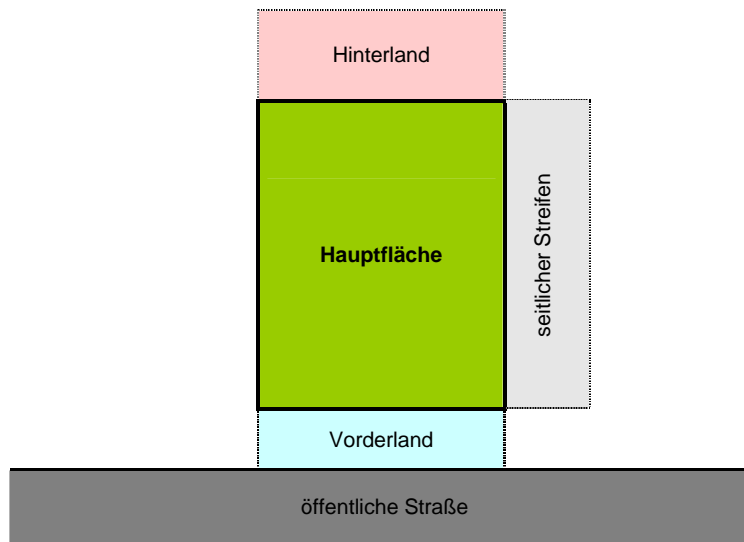 Hinterland
Hauptfläche
seitlicher Streifen
Vorderland
öffentliche Straße